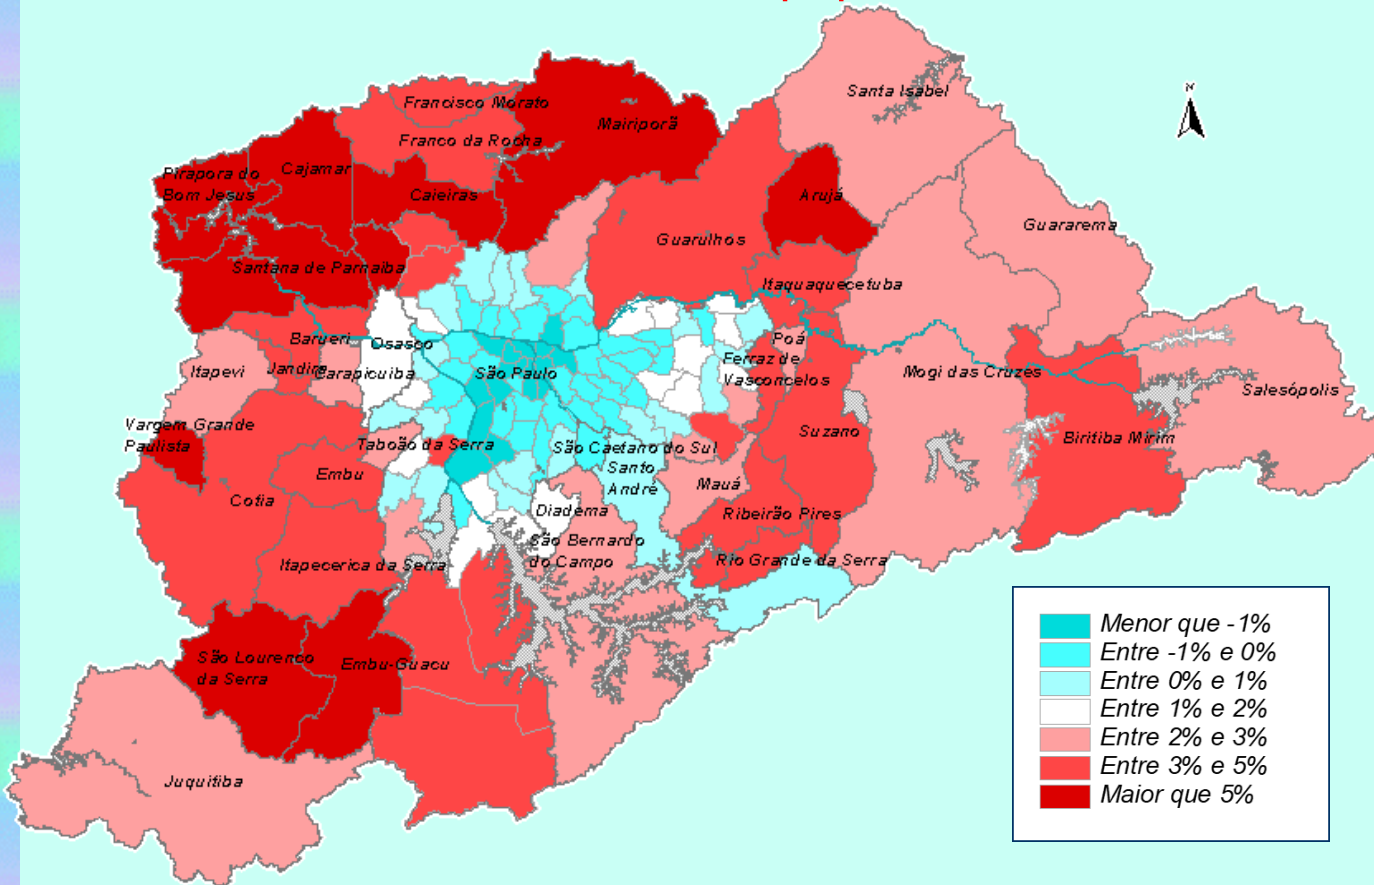 Santa Isabel
N
Francisco Morato
Mairiporã
Franco da Rocha
Cajamar
Pirapora do
Bom Jesus
Caieiras
Arujá
Guararema
Guarulhos
Santana de Parnaíba
Itaquaquecetuba
Barueri
Osasco
Poá
Itapevi
Jandira
Carapicuiba
São Paulo
Ferraz de
Vasconcelos
Mogi das Cruzes
Salesópolis
Vargem Grande
Paulista
Taboão da Serra
São Caetano do Sul
Suzano
Biritiba Mirim
Embu
Santo
André
Mauá
Cotia
Diadema
Ribeirão Pires
São Bernardo
do Campo
Itapecerica da Serra
Rio Grande da Serra
São Lourenco
da Serra
Embu-Guacu
Juquitiba
Menor que -1%
Entre -1% e 0%
Entre 0% e 1%
Entre 1% e 2%
Entre 2% e 3%
Entre 3% e 5%
Maior que 5%